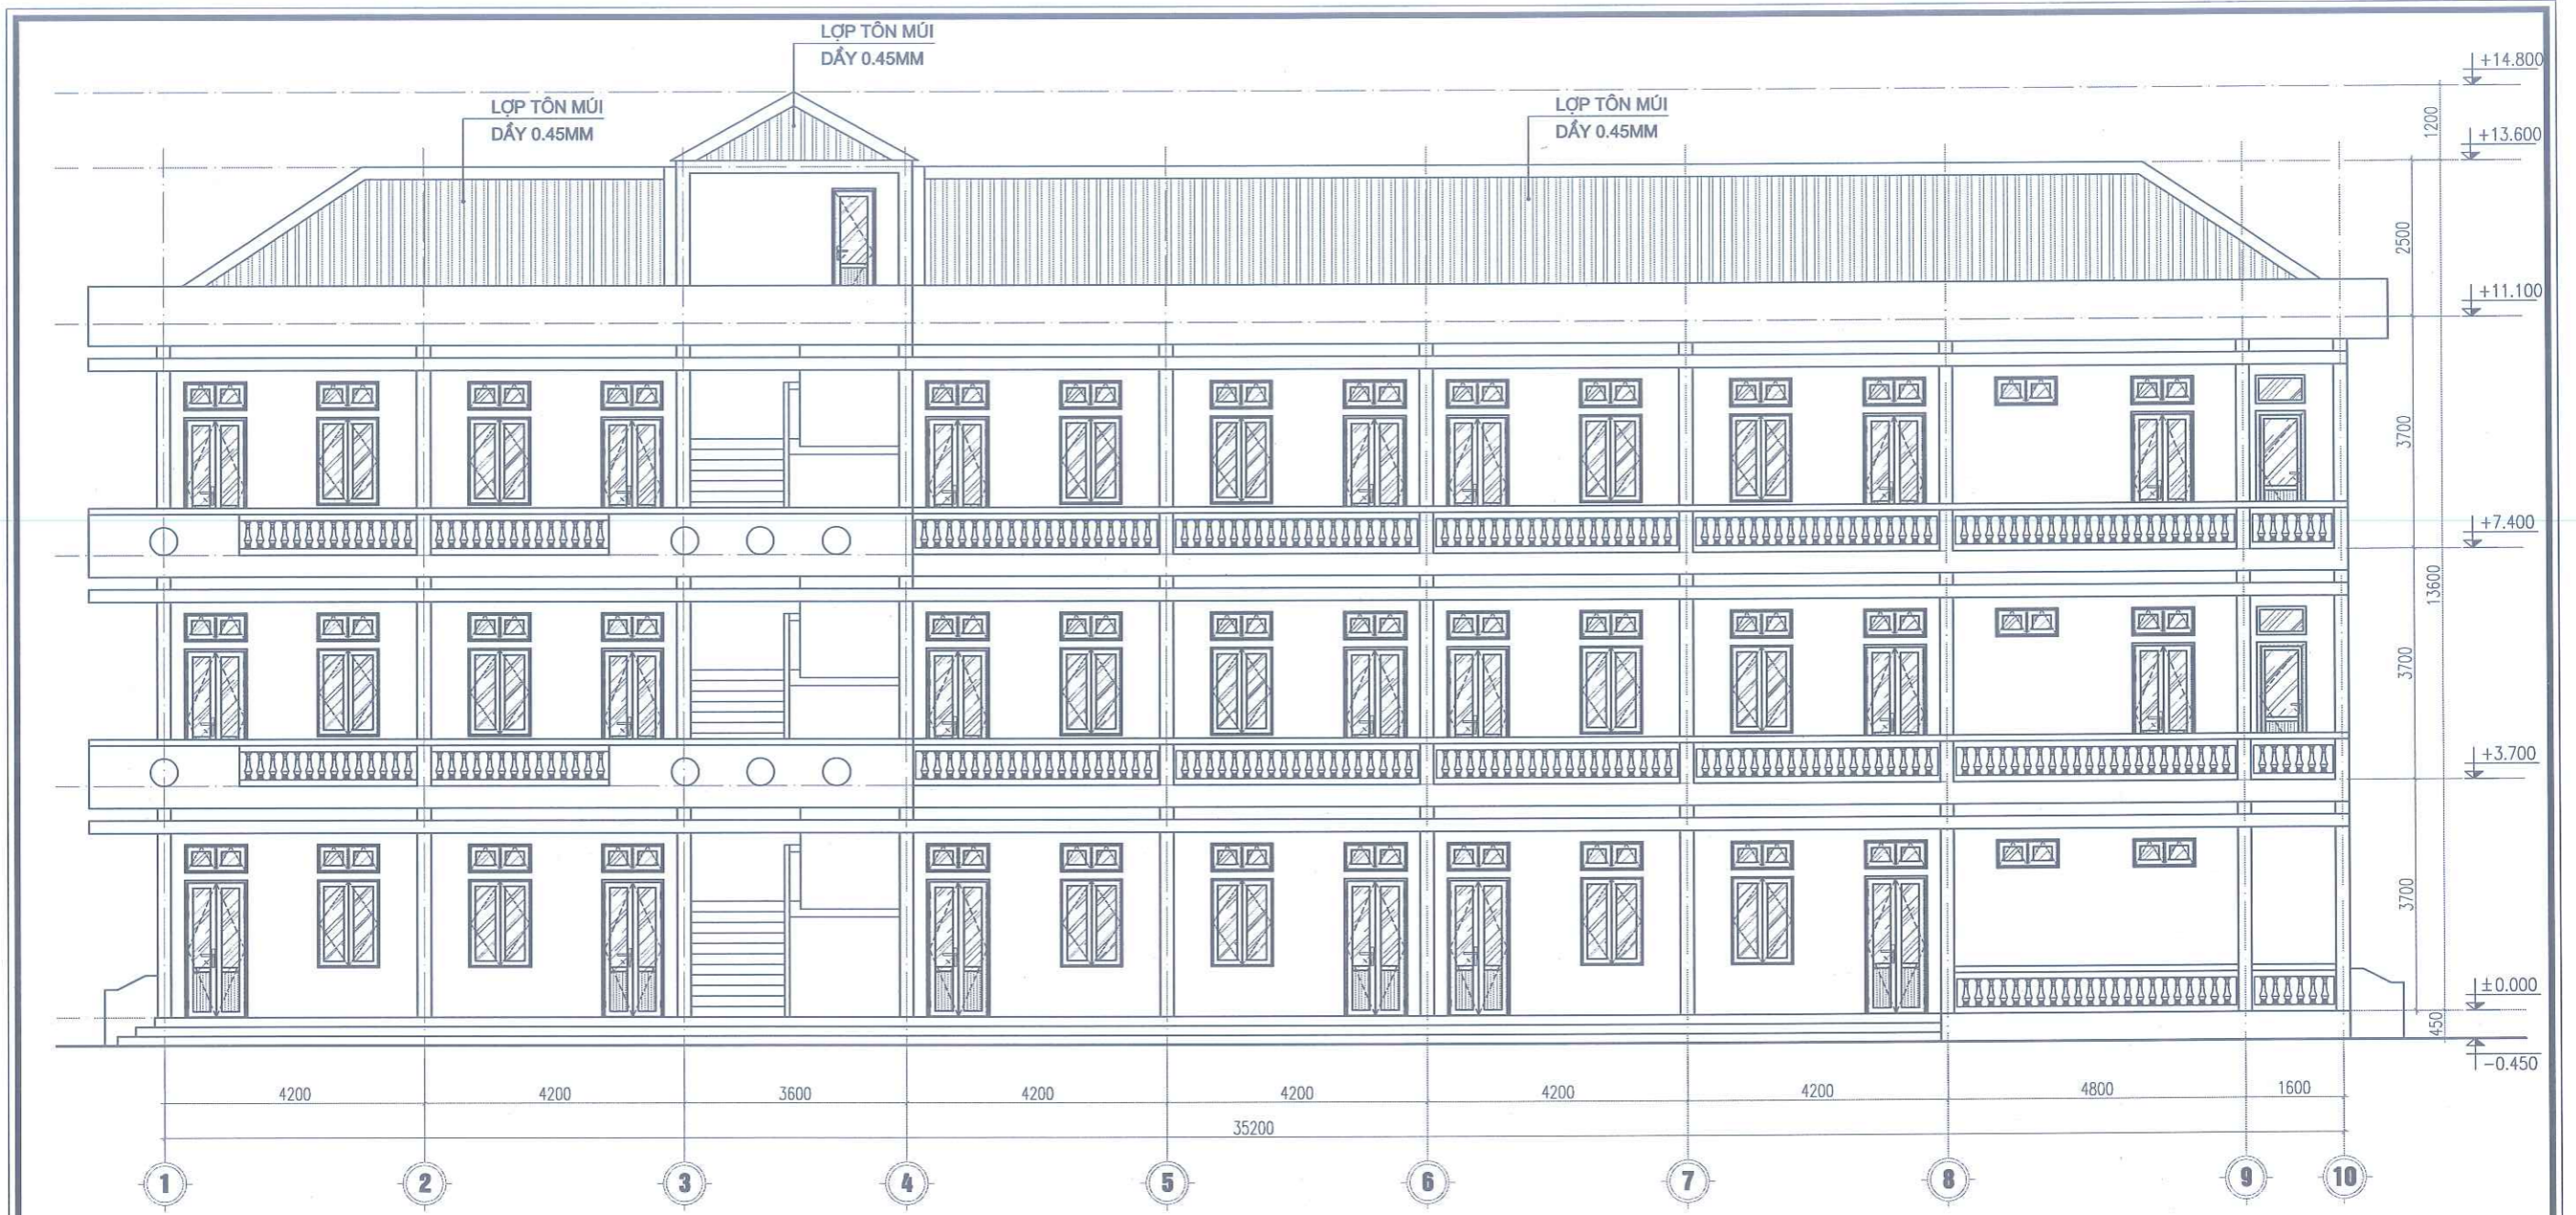 LỢP TÔN MÚI
DẦY 0.45MM
LỢP TÔN MÚI
DẦY 0.45MM
LỢP TÔN MÚI
DẦY 0.45MM
+14.800
1200
+13.600
2500
+11.100
3700
+7.400
13600
3700
+3.700
3700
±0.000
450
-0.450
4200 4200 3600 4200 4200 4200 4200 4800 1600
35200
1 2 3 4 5 6 7 8 9 10